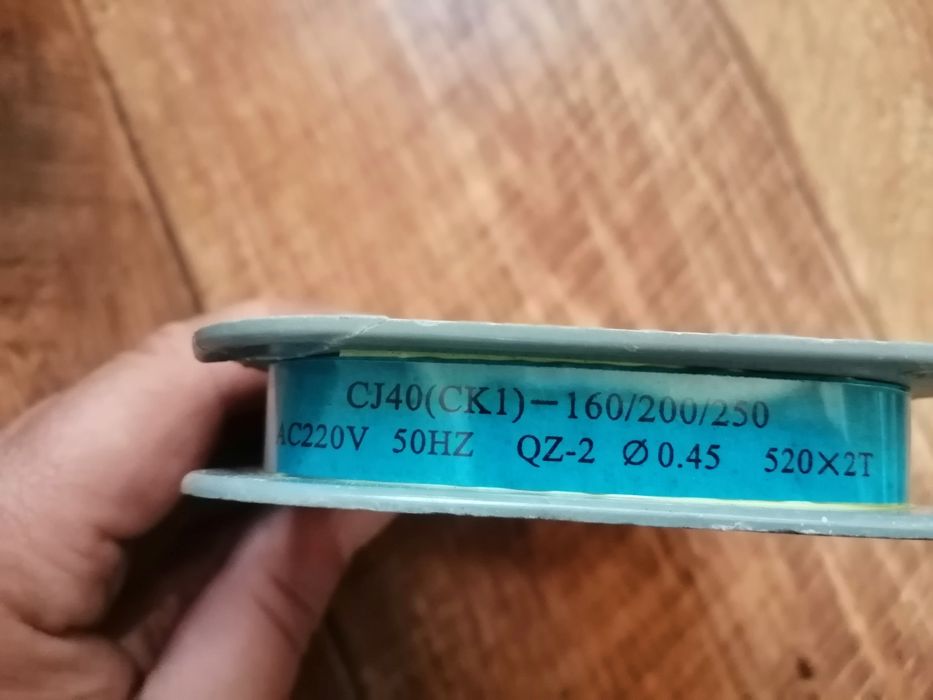 CJ40(CK1)－160/200/250
AC220V 50HZ QZ-2 Ø0.45 520×2T